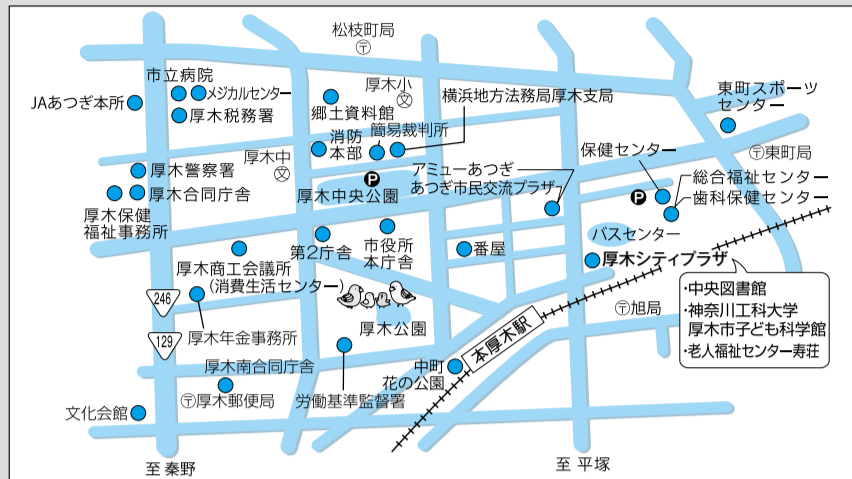 松枝町局
〒
市立病院
メジカルセンター
JAあつぎ本所
厚木税務署
厚木小
文
郷土資料館
横浜地方法務局厚木支局
東町スポーツ
センター
消防
本部
簡易裁判所
厚木中
文
保健センター
〒東町局
厚木警察署
厚木合同庁舎
厚木保健
福祉事務所
P
厚木中央公園
アミューあつぎ
あつぎ市民交流プラザ
P
総合福祉センター
歯科保健センター
バスセンター
第2庁舎
市役所
本庁舎
番屋
厚木シティプラザ
・中央図書館
・神奈川工科大学
厚木市子ども科学館
・老人福祉センター寿荘
厚木商工会議所
(消費生活センター)
246
129
厚木年金事務所
厚木公園
本厚木駅
〒旭局
厚木南合同庁舎
〒厚木郵便局
労働基準監督署
中町
花の公園
文化会館
至 秦野
至 平塚